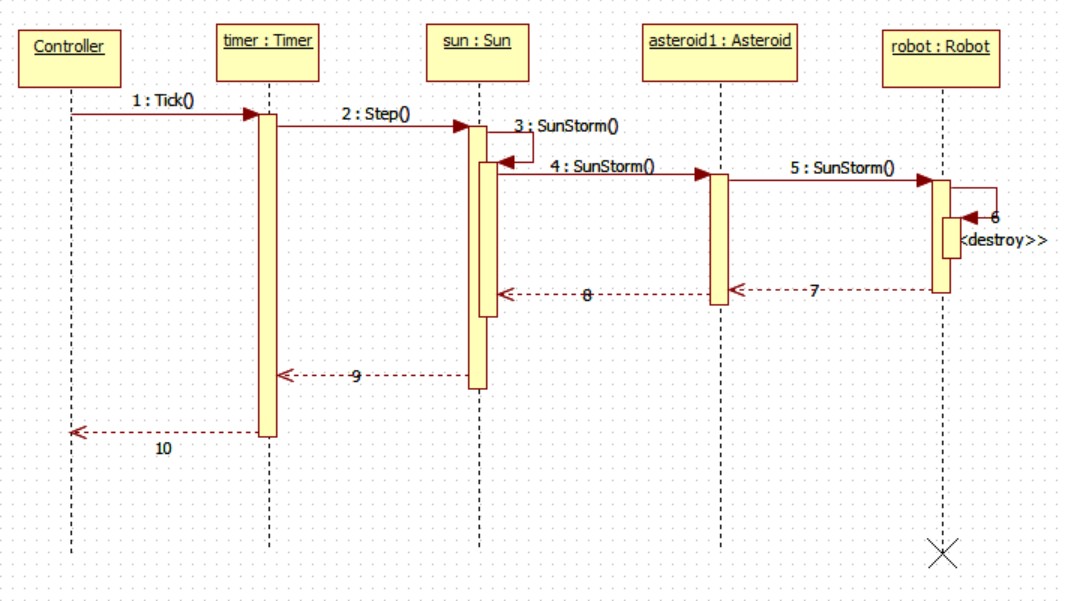 Controller
timer : Timer
sun : Sun
asteroid1 : Asteroid
robot : Robot
1 : Tick()
2 : Step()
3 : SunStorm()
4 : SunStorm()
5 : SunStorm()
6
<destroy>>
7
8
9
10